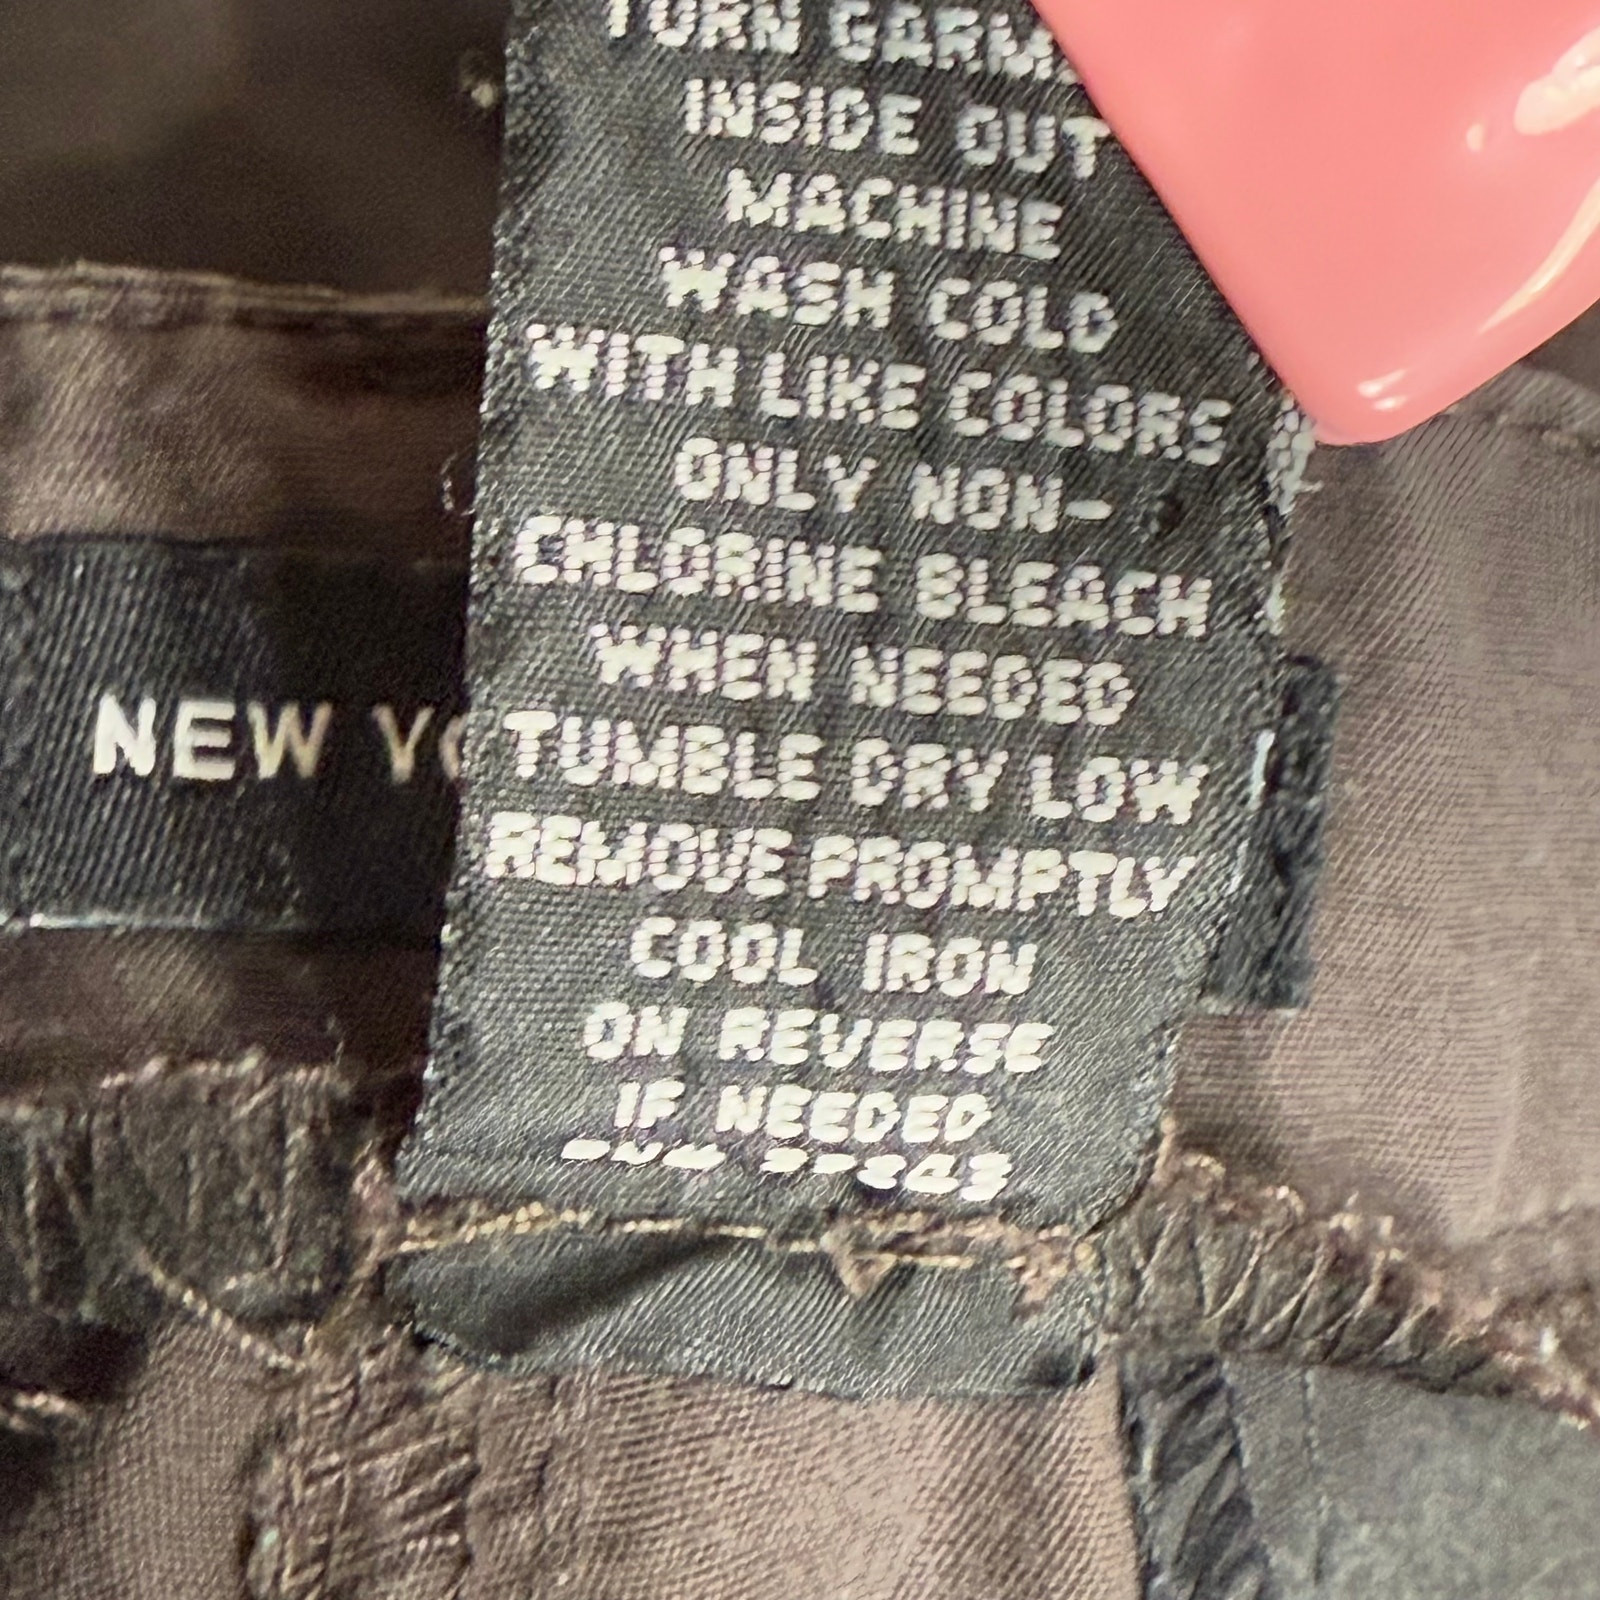 TURN GARM
INSIDE OUT
MACHINE
WASH COLD
WITH LIKE COLORS
ONLY NON-
CHLORINE BLEACH
WHEN NEEDED
TUMBLE DRY LOW
REMOVE PROMPTLY
COOL IRON
ON REVERSE
IF NEEDED
NEW YO